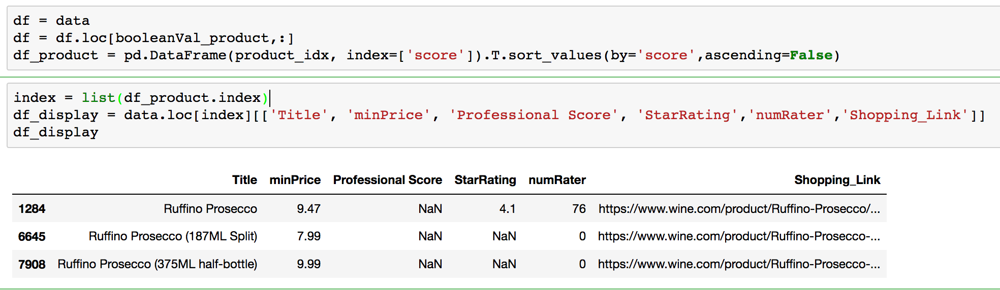 df = data
df = df.loc[booleanVal_product,:]
df_product = pd.DataFrame(product_idx, index=['score']).T.sort_values(by='score',ascending=False)
index = list(df_product.index)
df_display = data.loc[index][['Title', 'minPrice', 'Professional Score', 'StarRating','numRater','Shopping_Link']]
df_display
Title minPrice Professional Score StarRating numRater Shopping_Link
1284 Ruffino Prosecco 9.47 NaN 4.1 76 https://www.wine.com/product/Ruffino-Prosecco/...
6645 Ruffino Prosecco (187ML Split) 7.99 NaN NaN 0 https://www.wine.com/product/Ruffino-Prosecco-...
7908 Ruffino Prosecco (375ML half-bottle) 9.99 NaN NaN 0 https://www.wine.com/product/Ruffino-Prosecco-...